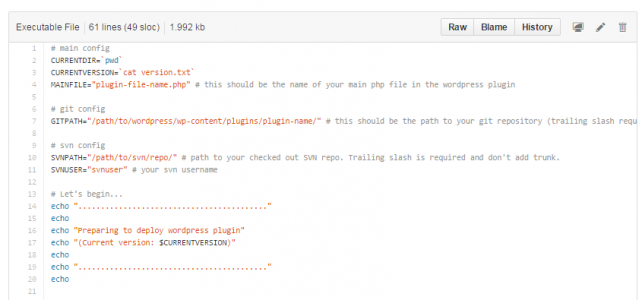 Executable File | 61 lines (49 sloc) | 1.992 kb Raw Blame History
1 # main config
2 CURRENTDIR=`pwd`
3 CURRENTVERSION=`cat version.txt`
4 MAINFILE="plugin-file-name.php" # this should be the name of your main php file in the wordpress plugin
5
6 # git config
7 GITPATH="/path/to/wordpress/wp-content/plugins/plugin-name/" # this should be the path to your git repository (trailing slash requ
8
9 # svn config
10 SVNPATH="/path/to/svn/repo/" # path to your checked out SVN repo. Trailing slash is required and don't add trunk.
11 SVNUSER="svnuser" # your svn username
12
13 # Let's begin...
14 echo "........................................."
15 echo
16 echo "Preparing to deploy wordpress plugin"
17 echo "(Current version: $CURRENTVERSION)"
18 echo
19 echo "........................................."
20 echo
21